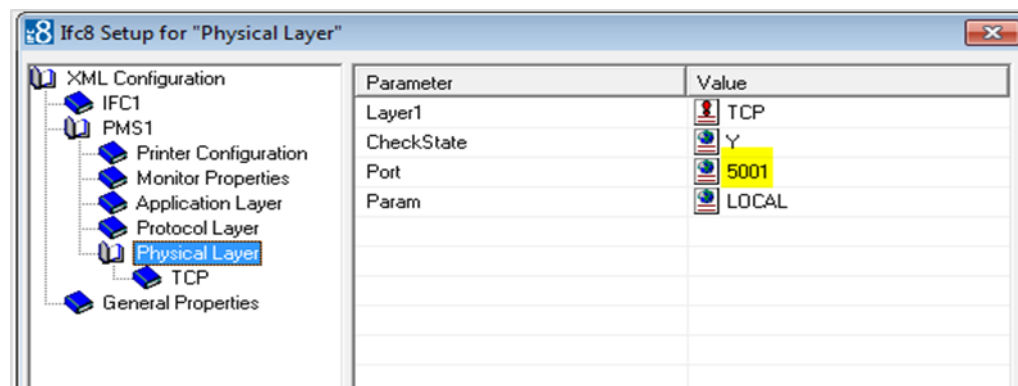 Ifc8 Setup for "Physical Layer"
XML Configuration
IFC1
PMS1
Printer Configuration
Monitor Properties
Application Layer
Protocol Layer
Physical Layer
TCP
General Properties
Parameter Value
Layer1 TCP
CheckState Y
Port 5001
Param LOCAL